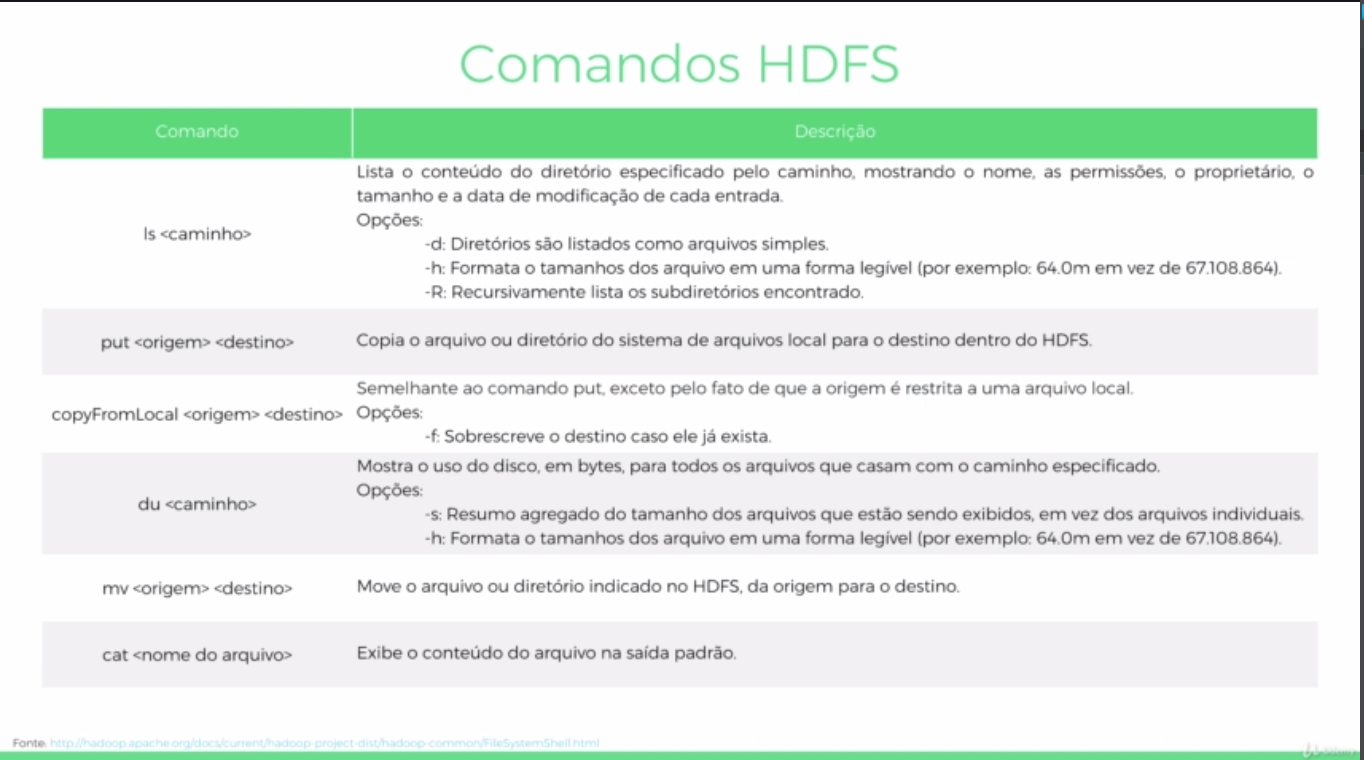 Comandos HDFS
Comando
Descrição
ls <caminho>
Lista o conteúdo do diretório especificado pelo caminho, mostrando o nome, as permissões, o proprietário, o
tamanho e a data de modificação de cada entrada.
Opções:
-d: Diretórios são listados como arquivos simples.
-h: Formata o tamanhos dos arquivo em uma forma legível (por exemplo: 64.0m em vez de 67.108.864).
-R: Recursivamente lista os subdiretórios encontrado.
put <origem> <destino>
Copia o arquivo ou diretório do sistema de arquivos local para o destino dentro do HDFS.
copyFromLocal <origem> <destino>
Semelhante ao comando put, exceto pelo fato de que a origem é restrita a uma arquivo local.
Opções:
-f: Sobrescreve o destino caso ele já exista.
du <caminho>
Mostra o uso do disco, em bytes, para todos os arquivos que casam com o caminho especificado.
Opções:
-s: Resumo agregado do tamanho dos arquivos que estão sendo exibidos, em vez dos arquivos individuais.
-h: Formata o tamanhos dos arquivo em uma forma legível (por exemplo: 64.0m em vez de 67.108.864).
mv <origem> <destino>
Move o arquivo ou diretório indicado no HDFS, da origem para o destino.
cat <nome do arquivo>
Exibe o conteúdo do arquivo na saída padrão.
Fonte: http://hadoop.apache.org/docs/current/hadoop-project-dist/hadoop-common/FileSystemShell.html
Udemy